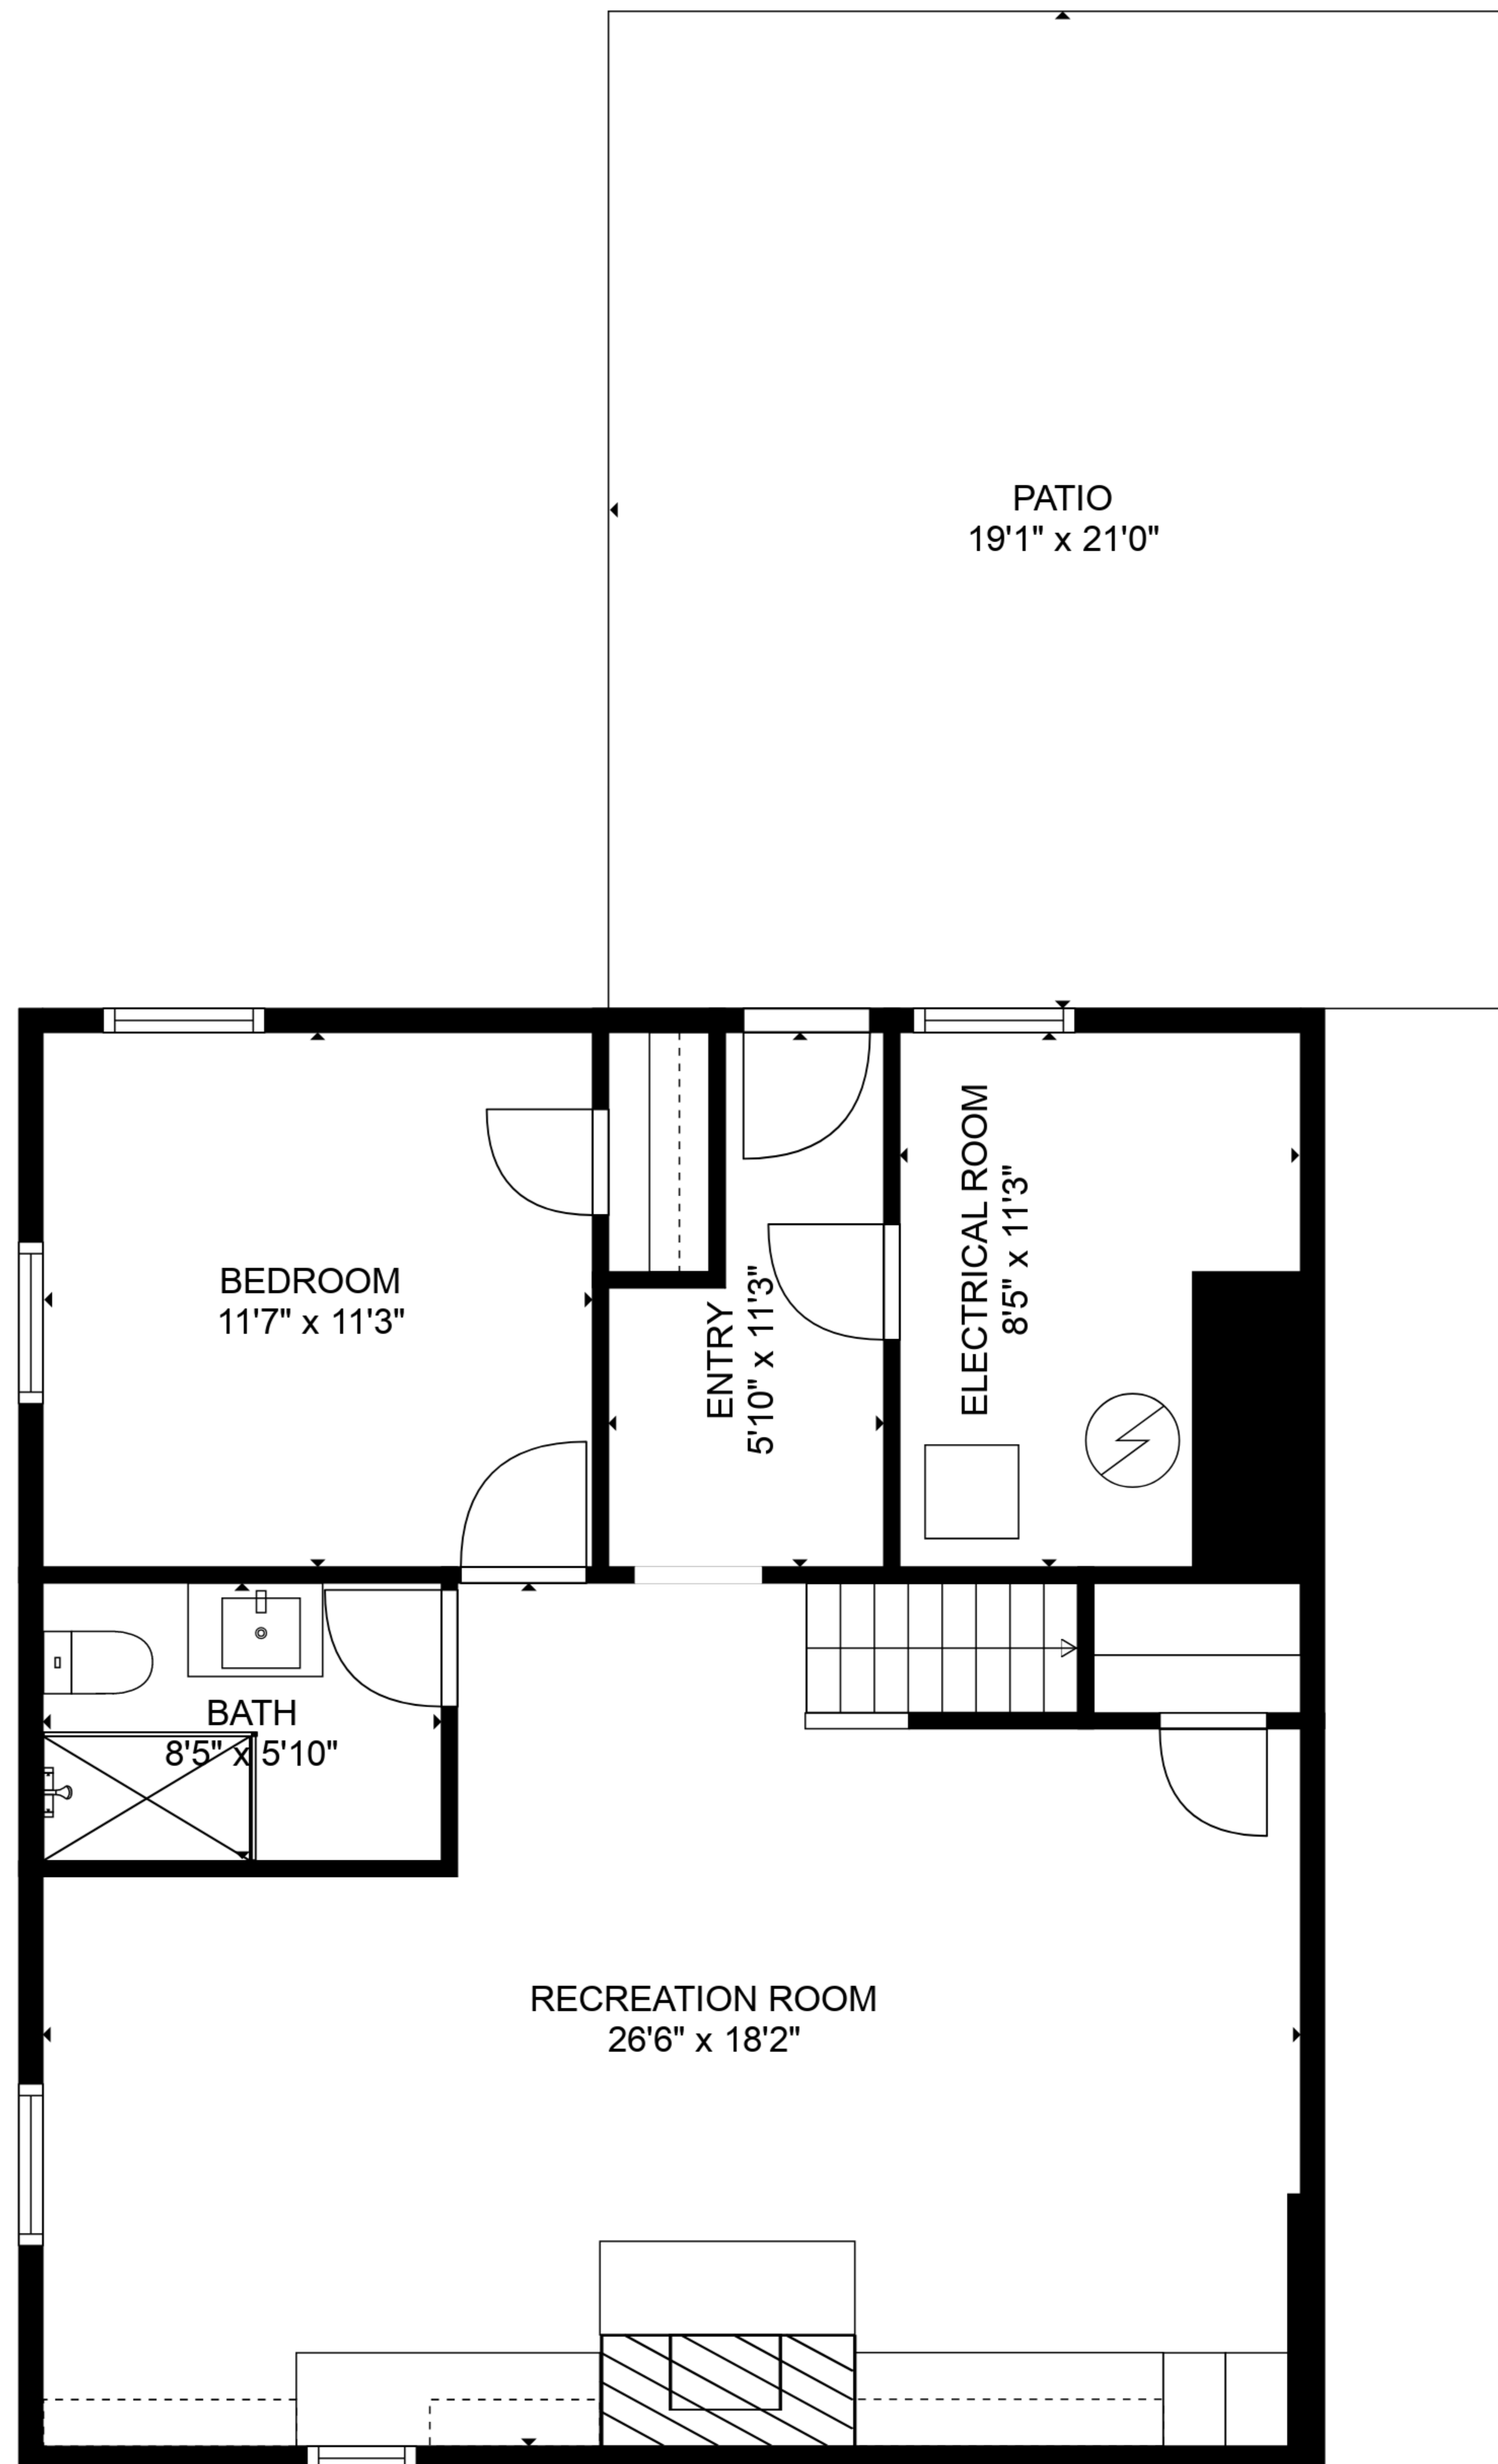 PATIO
19'1" x 21'0"
BEDROOM
11'7" x 11'3"
ENTRY
5'10" x 11'3"
ELECTRICAL ROOM
8'5" x 11'3"
BATH
8'5" x 5'10"
RECREATION ROOM
26'6" x 18'2"